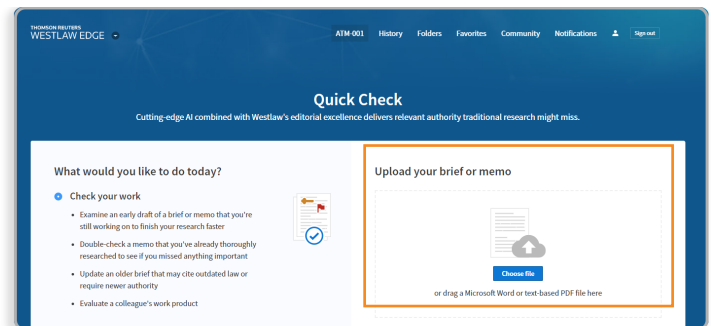 THOMSON REUTERS
WESTLAW EDGE
ATM-001 History Folders Favorites Community Notifications Sign out
Quick Check
Cutting-edge AI combined with Westlaw's editorial excellence delivers relevant authority traditional research might miss.
What would you like to do today?
Check your work
• Examine an early draft of a brief or memo that you're
still working on to finish your research faster
• Double-check a memo that you've already thoroughly
researched to see if you missed anything important
• Update an older brief that may cite outdated law or
require newer authority
• Evaluate a colleague's work product
Upload your brief or memo
Choose file
or drag a Microsoft Word or text-based PDF file here